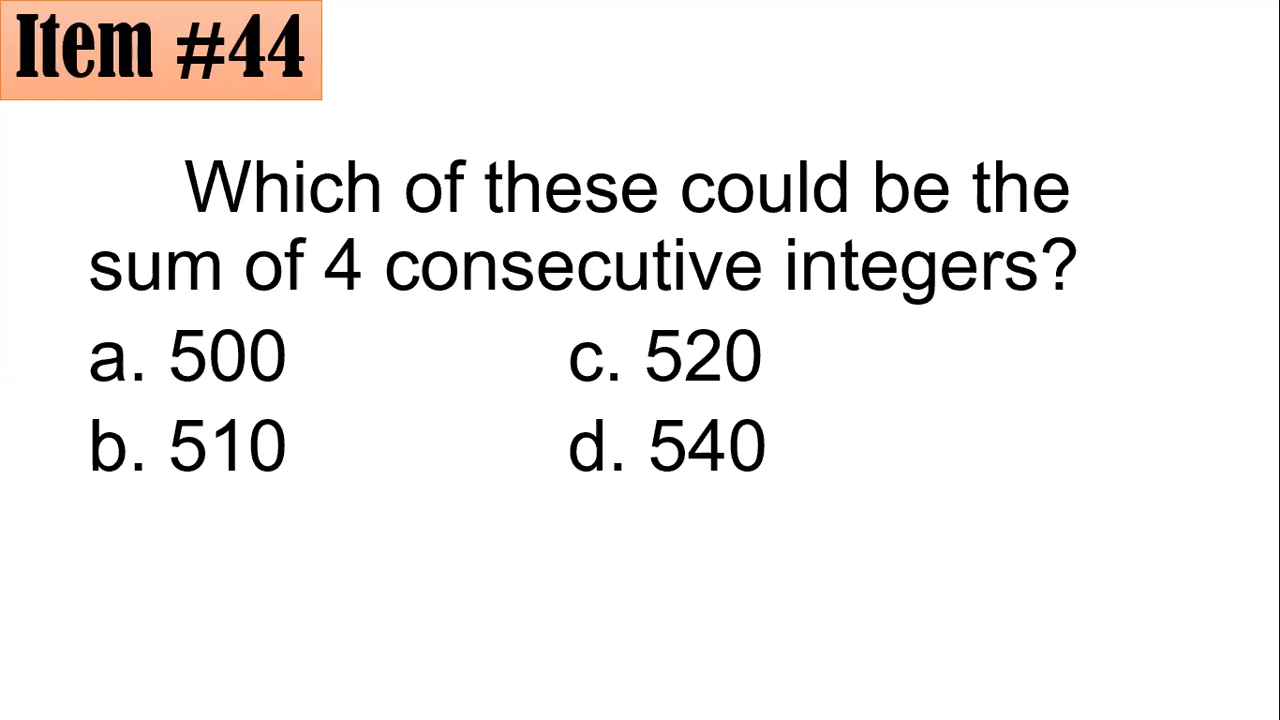 Item #44
Which of these could be the
sum of 4 consecutive integers?
a. 500 c. 520
b. 510 d. 540